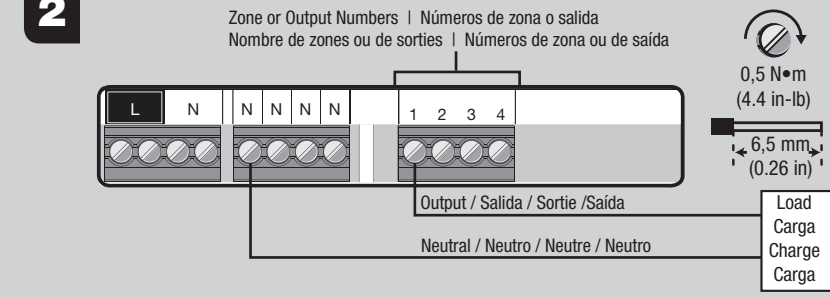 2
Zone or Output Numbers | Números de zona o salida
Nombre de zones ou de sorties | Números de zona ou de saída
0,5 N•m
(4.4 in-lb)
L N N N N N 1 2 3 4
6,5 mm
(0.26 in)
Output / Salida / Sortie /Saída
Neutral / Neutro / Neutre / Neutro
Load
Carga
Charge
Carga